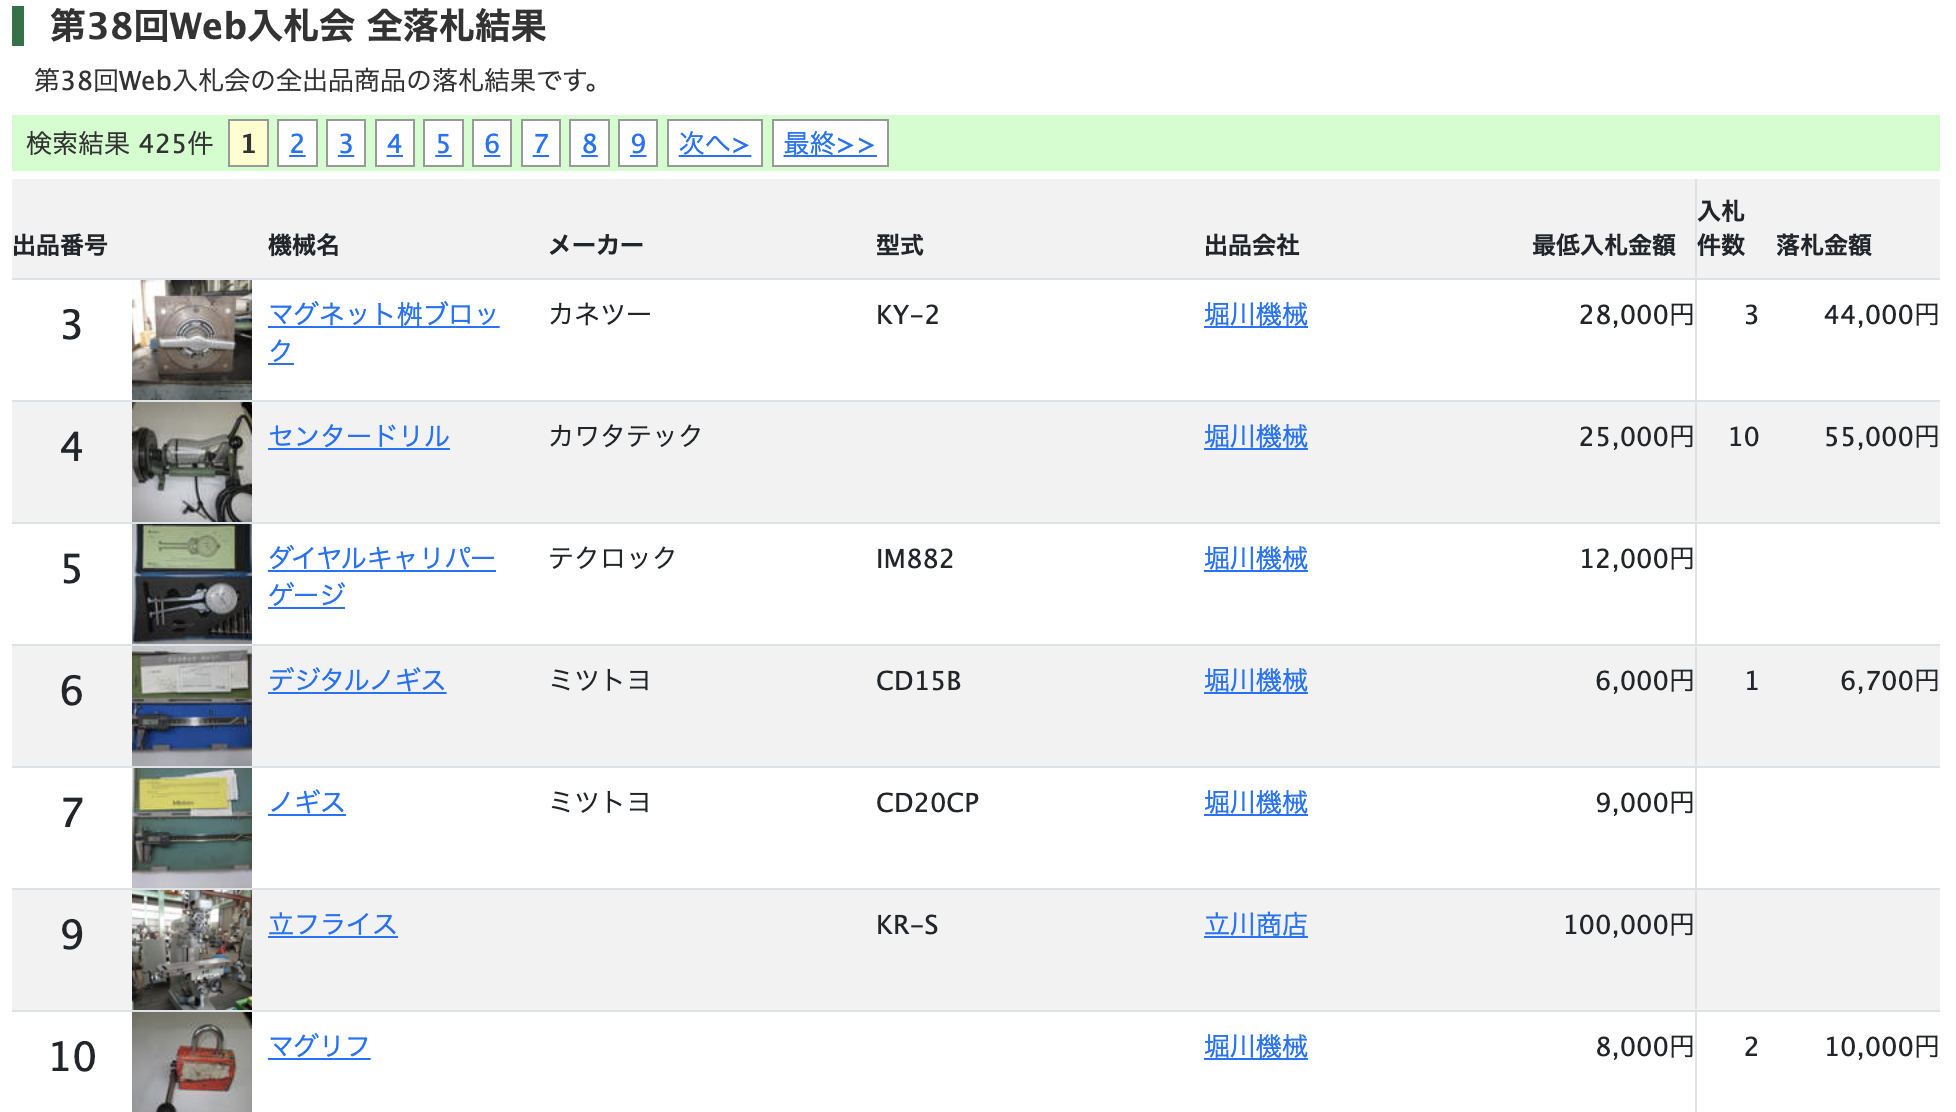 第38回Web入札会 全落札結果
第38回Web入札会の全出品商品の落札結果です。
検索結果 425件 1 2 3 4 5 6 7 8 9 次へ> 最終>>
出品番号 機械名 メーカー 型式 出品会社 最低入札金額 入札件数 落札金額
3 マグネット桝ブロッ カネツー KY-2 堀川機械 28,000円 3 44,000円
ク
4 センタードリル カワタテック 堀川機械 25,000円 10 55,000円
5 ダイヤルキャリパー テクロック IM882 堀川機械 12,000円
ゲージ
6 デジタルノギス ミツトヨ CD15B 堀川機械 6,000円 1 6,700円
7 ノギス ミツトヨ CD20CP 堀川機械 9,000円
9 立フライス KR-S 立川商店 100,000円
10 マグリフ 堀川機械 8,000円 2 10,000円